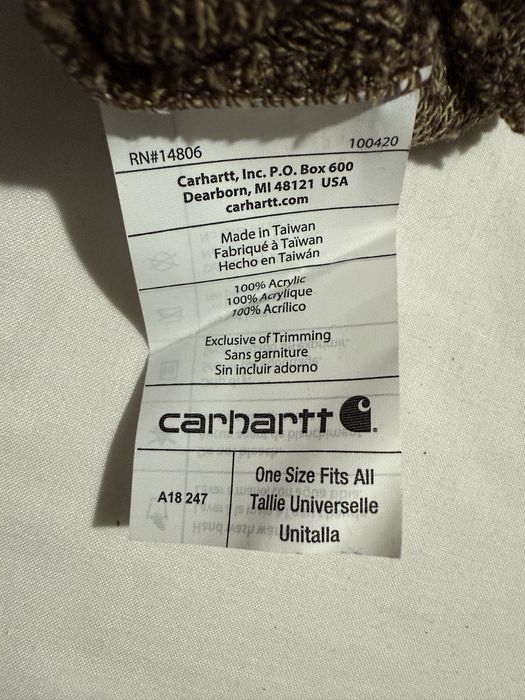 RN#14806 100420
Carhartt, Inc. P.O. Box 600
Dearborn, MI 48121 USA
carhartt.com
Made in Taiwan
Fabriqué à Taïwan
Hecho en Taiwán
100% Acrylic
100% Acrylique
100% Acrílico
Exclusive of Trimming
Sans garniture
Sin incluir adorno
carhartt
A18 247
One Size Fits All
Tallie Universelle
Unitalla